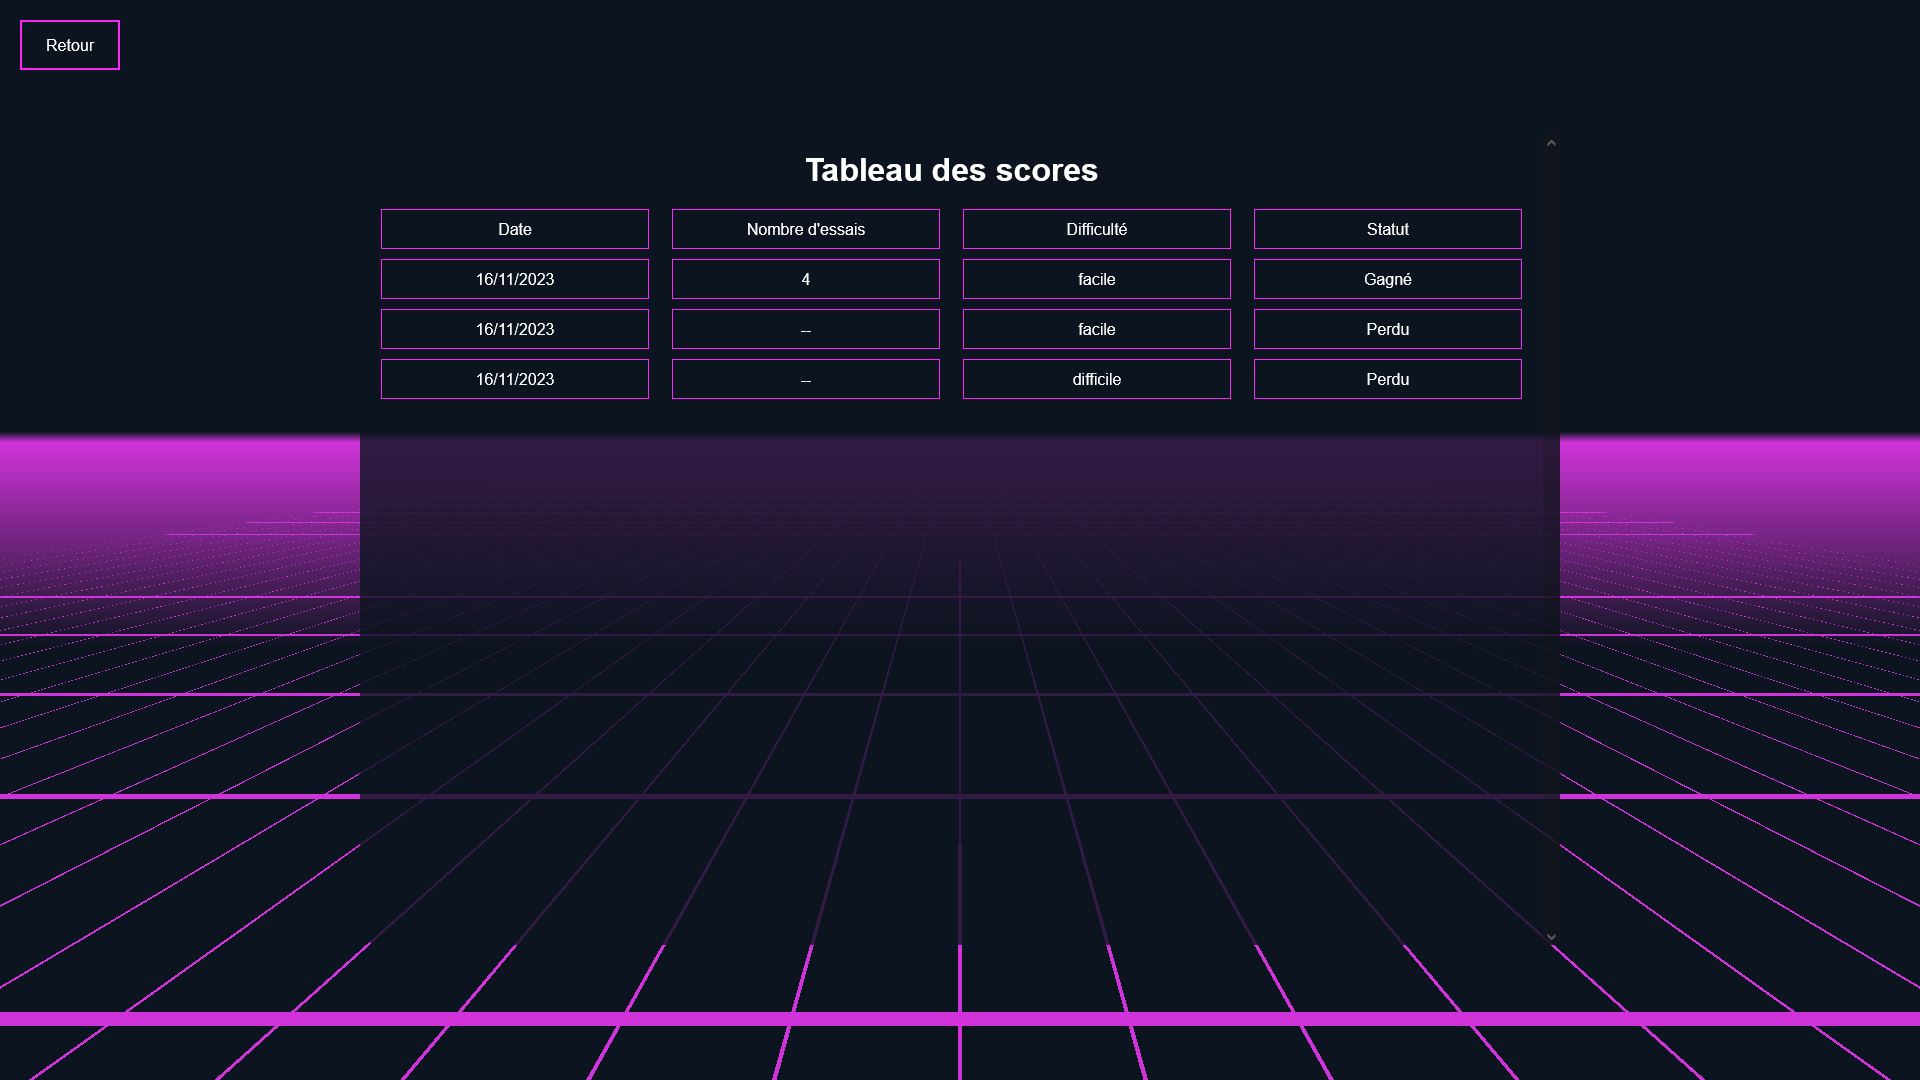 Retour
Tableau des scores
Date Nombre d'essais Difficulté Statut
16/11/2023 4 facile Gagné
16/11/2023 -- facile Perdu
16/11/2023 -- difficile Perdu